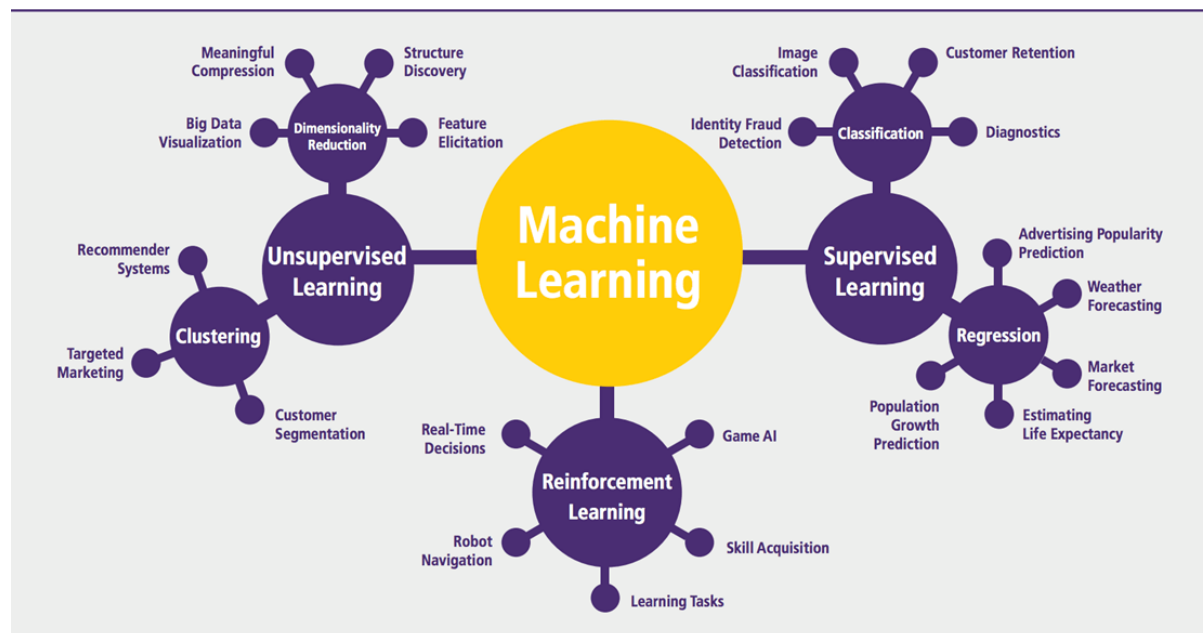 Machine
Learning
Unsupervised
Learning
Dimensionality
Reduction
Meaningful
Compression
Structure
Discovery
Big Data
Visualization
Feature
Elicitation
Clustering
Recommender
Systems
Targeted
Marketing
Customer
Segmentation
Supervised
Learning
Classification
Image
Classification
Customer Retention
Identity Fraud
Detection
Diagnostics
Regression
Advertising Popularity
Prediction
Weather
Forecasting
Market
Forecasting
Population
Growth
Prediction
Estimating
Life Expectancy
Reinforcement
Learning
Real-Time
Decisions
Game AI
Robot
Navigation
Skill Acquisition
Learning Tasks